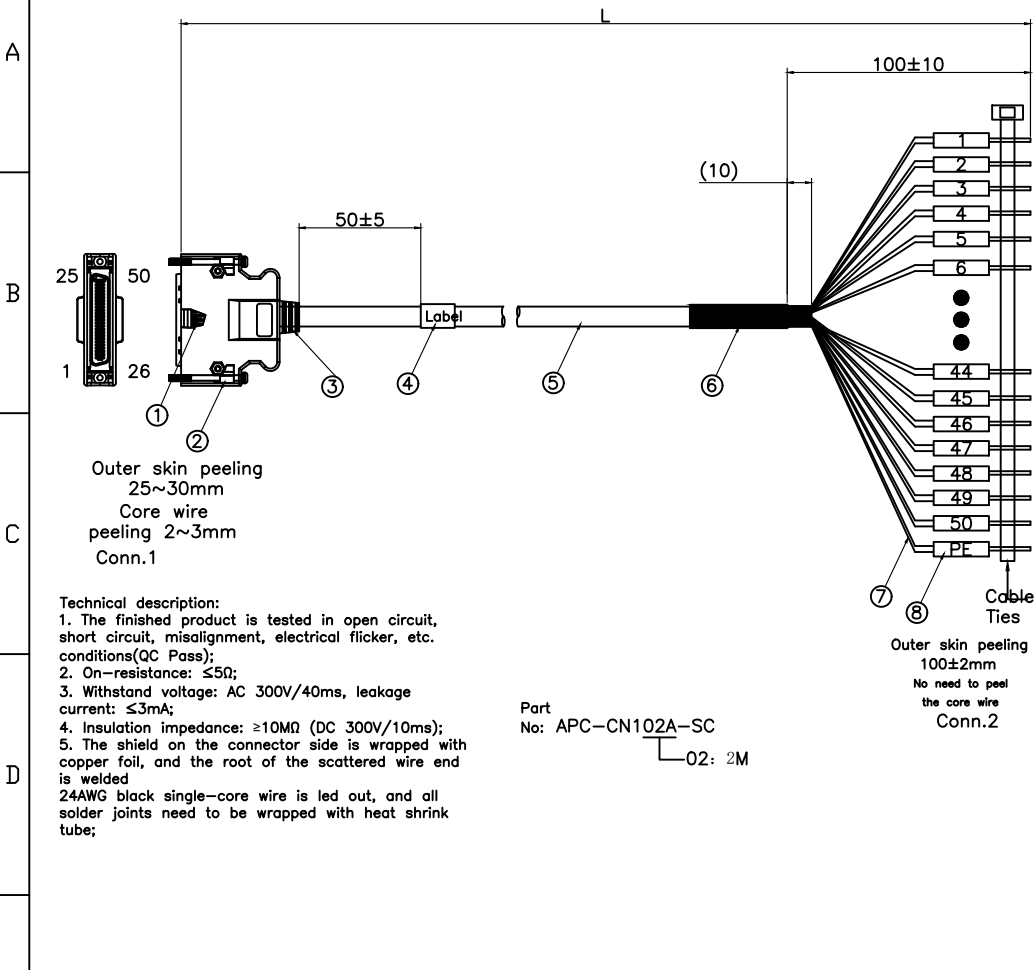 L
A
100±10
1
2
(10)
3
4
50±5
5
25
50
6
B
Label
1
26
44
③
④
⑤
⑥
45
①
46
②
47
Outer skin peeling
25~30mm
Core wire
peeling 2~3mm
Conn.1
48
49
C
50
PE
⑦
⑧
Cable
Ties
Outer skin peeling
100±2mm
No need to peel
the core wire
Conn.2
Technical description:
1. The finished product is tested in open circuit,
short circuit, misalignment, electrical flicker, etc.
conditions(QC Pass);
2. On-resistance: ≤5Ω;
3. Withstand voltage: AC 300V/40ms, leakage
current: ≤3mA;
4. Insulation impedance: ≥10MΩ (DC 300V/10ms);
5. The shield on the connector side is wrapped with
copper foil, and the root of the scattered wire end
is welded
24AWG black single-core wire is led out, and all
solder joints need to be wrapped with heat shrink
tube;
Part
No: APC-CN102A-SC
02: 2M
D